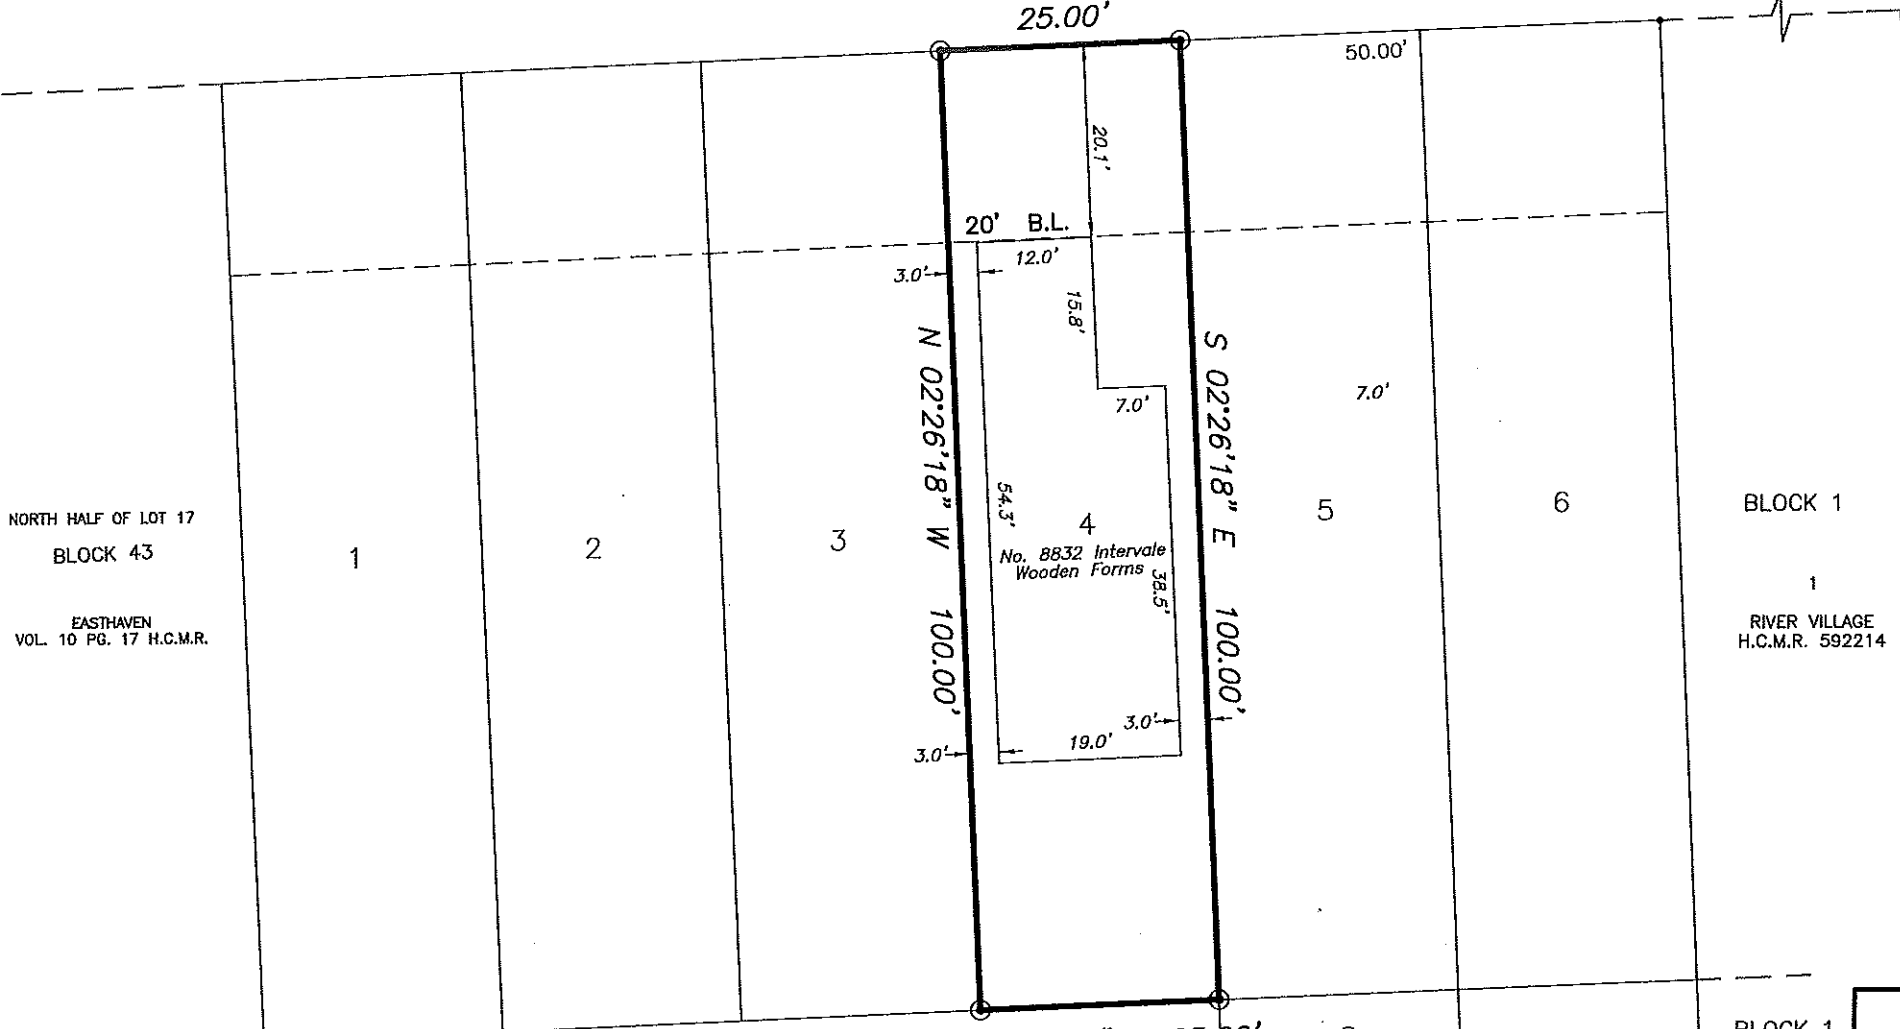 25.00'
50.00'
20.1'
20' B.L.
12.0'
3.0'
15.8'
N 02°26'18" W 100.00'
S 02°26'18" E 100.00'
7.0'
7.0'
54.3'
38.5'
NORTH HALF OF LOT 17
BLOCK 43
EASTHAVEN
VOL. 10 PG. 17 H.C.M.R.
1
2
3
4
No. 8832 Intervale
Wooden Forms
5
6
BLOCK 1
1
RIVER VILLAGE
H.C.M.R. 592214
3.0'
19.0'
3.0'
BLOCK 1